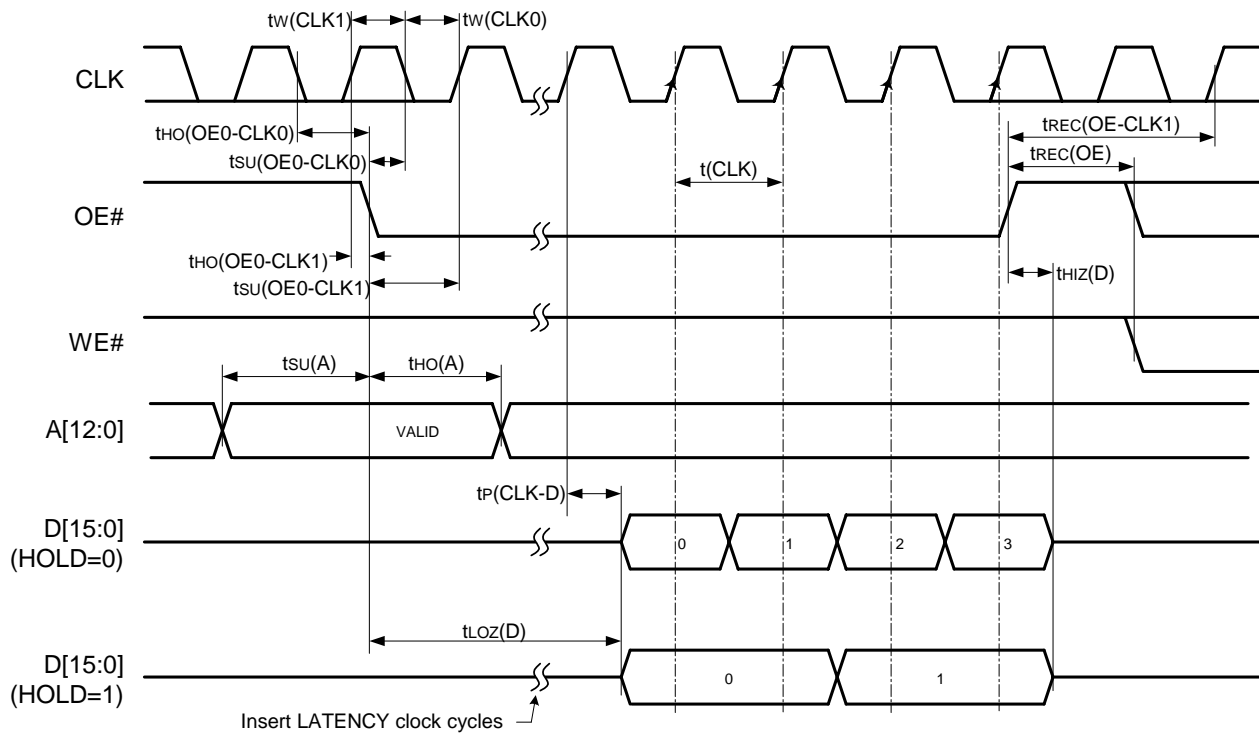 tW(CLK1) tW(CLK0)
CLK
tHO(OE0-CLK0)
tREC(OE-CLK1)
tSU(OE0-CLK0)
tREC(OE)
t(CLK)
OE#
tHO(OE0-CLK1)
tHIZ(D)
tSU(OE0-CLK1)
WE#
tSU(A) tHO(A)
A[12:0] VALID
tP(CLK-D)
D[15:0]
(HOLD=0)
0 1 2 3
tLOZ(D)
D[15:0]
(HOLD=1)
0 1
Insert LATENCY clock cycles